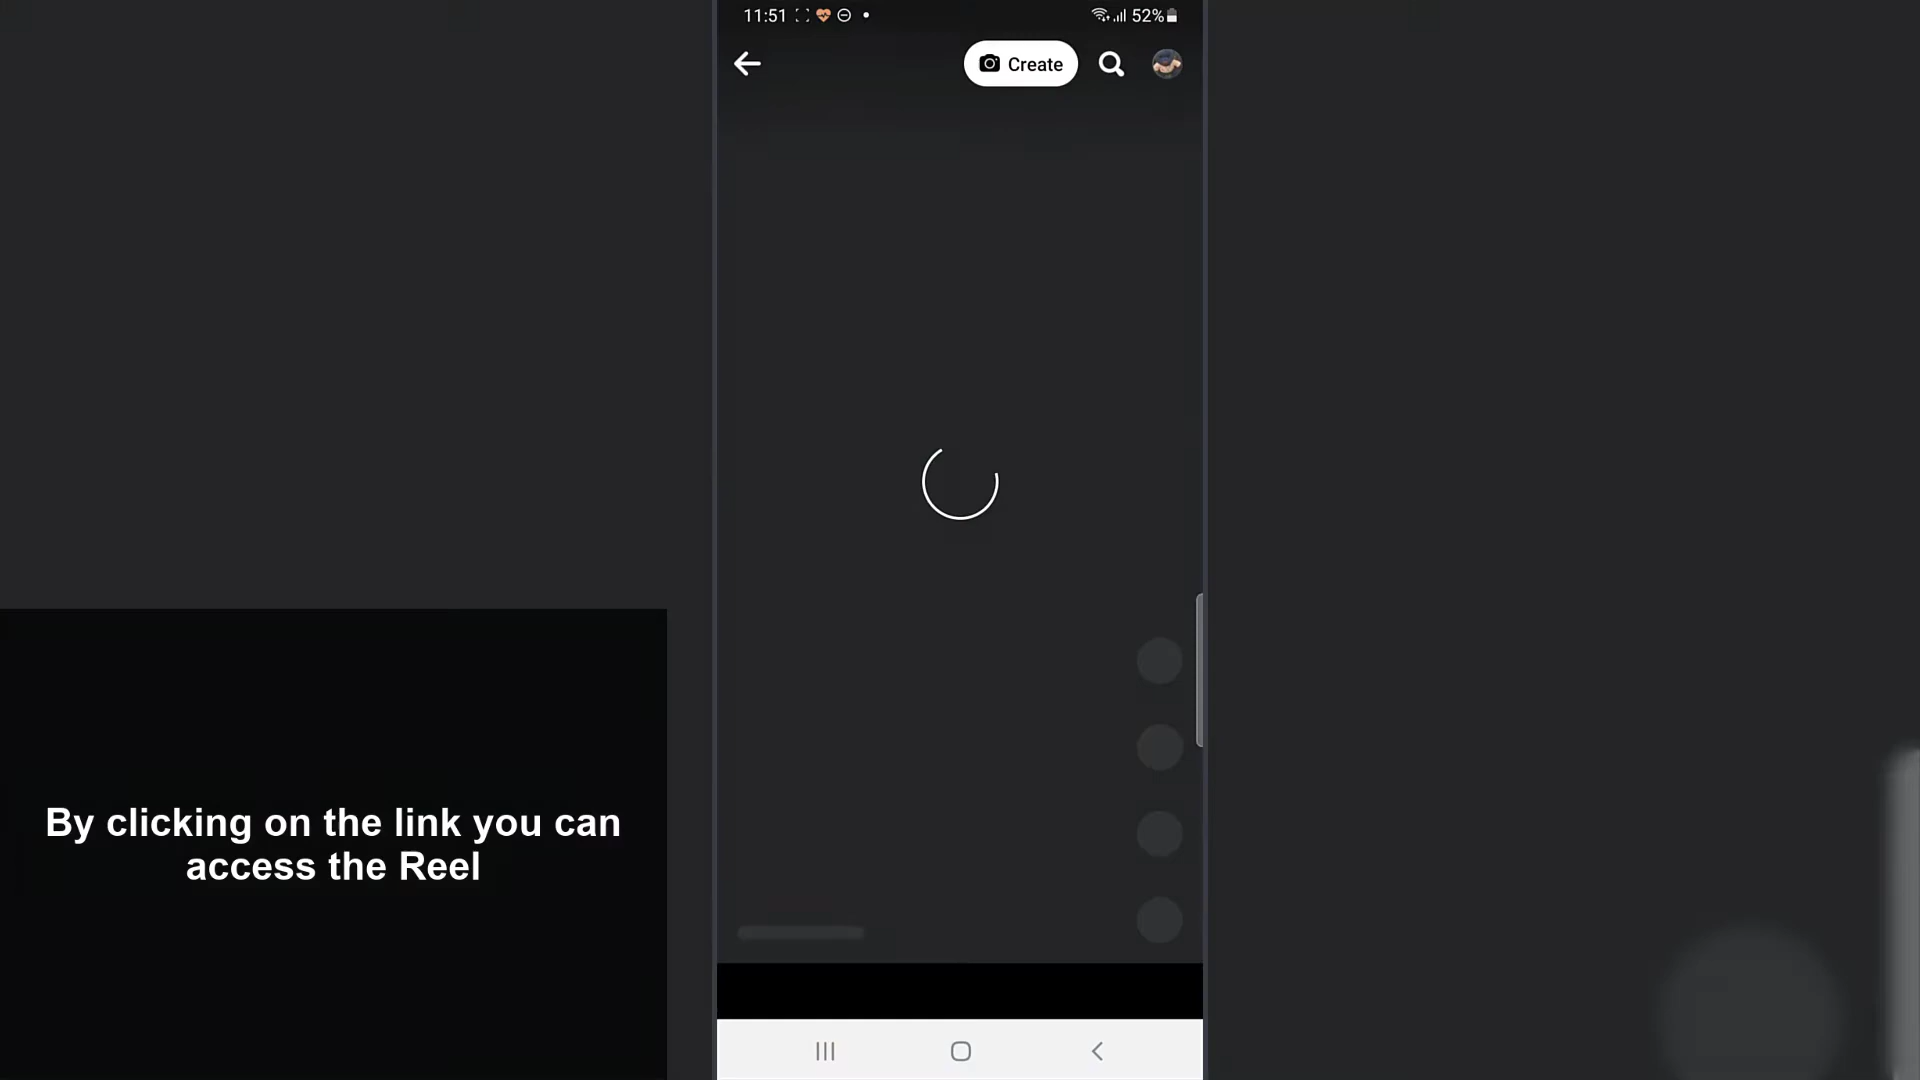 11:51
52%
Create
By clicking on the link you can
access the Reel